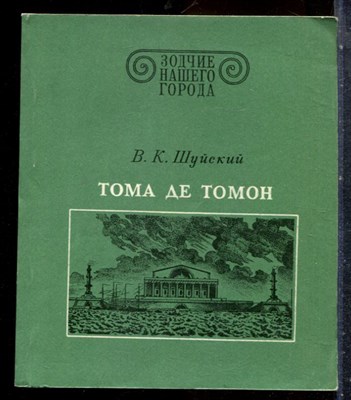 ЗОДЧИЕ
НАШЕГО
ГОРОДА
В. К. Шуйский
ТОМА ДЕ ТОМОН